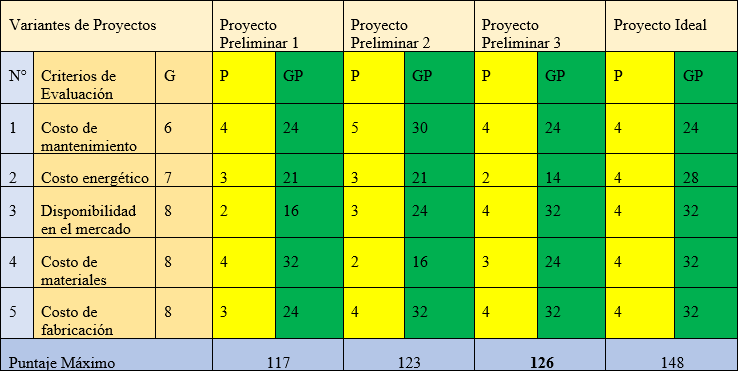 Variantes de Proyectos Proyecto Preliminar 1 Proyecto Preliminar 2 Proyecto Preliminar 3 Proyecto Ideal
N° Criterios de Evaluación G P GP P GP P GP P GP
1 Costo de mantenimiento 6 4 24 5 30 4 24 4 24
2 Costo energético 7 3 21 3 21 2 14 4 28
3 Disponibilidad en el mercado 8 2 16 3 24 4 32 4 32
4 Costo de materiales 8 4 32 2 16 3 24 4 32
5 Costo de fabricación 8 3 24 4 32 4 32 4 32
Puntaje Máximo 117 123 126 148